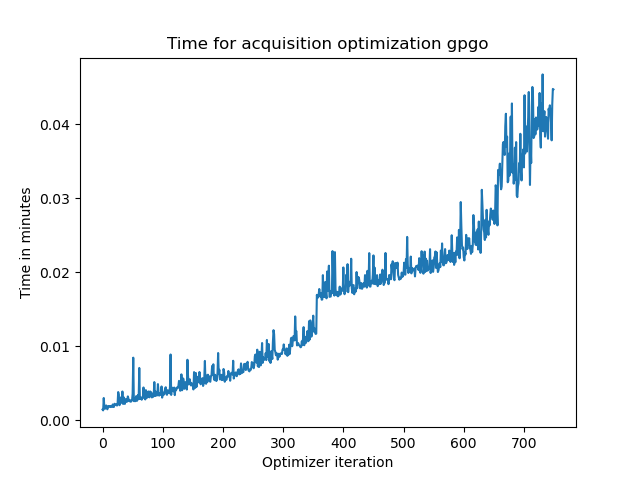 Time for acquisition optimization gpgo
0.04
0.03
0.02
0.01
0.00
Time in minutes
0 100 200 300 400 500 600 700
Optimizer iteration